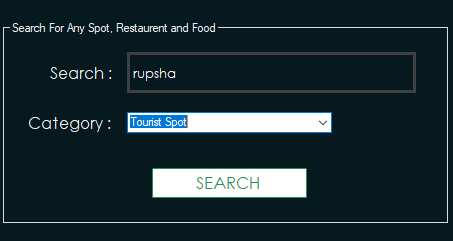 Search For Any Spot, Restaurent and Food
Search : rupsha
Category : Tourist Spot
SEARCH